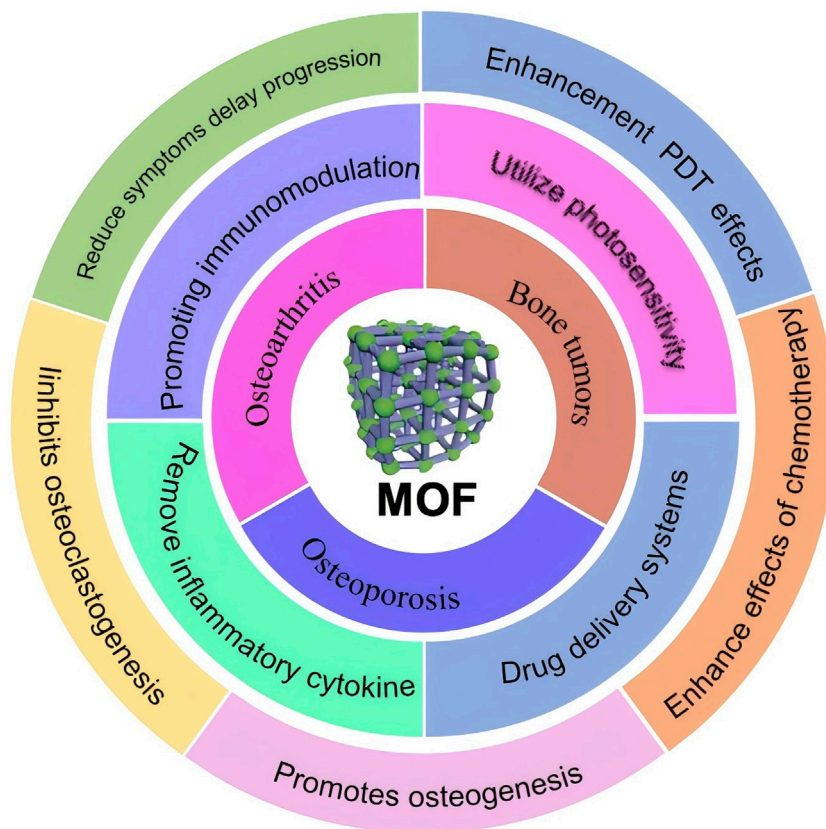 Reduce symptoms delay progression
Enhancement PDT effects
Enhance effects of chemotherapy
Promotes osteogenesis
Iinhibits osteoclastogenesis
Promoting immunomodulation
Utilize photosensitivity
Drug delivery systems
Remove inflammatory cytokine
Osteoarthritis
Bone tumors
Osteoporosis
MOF